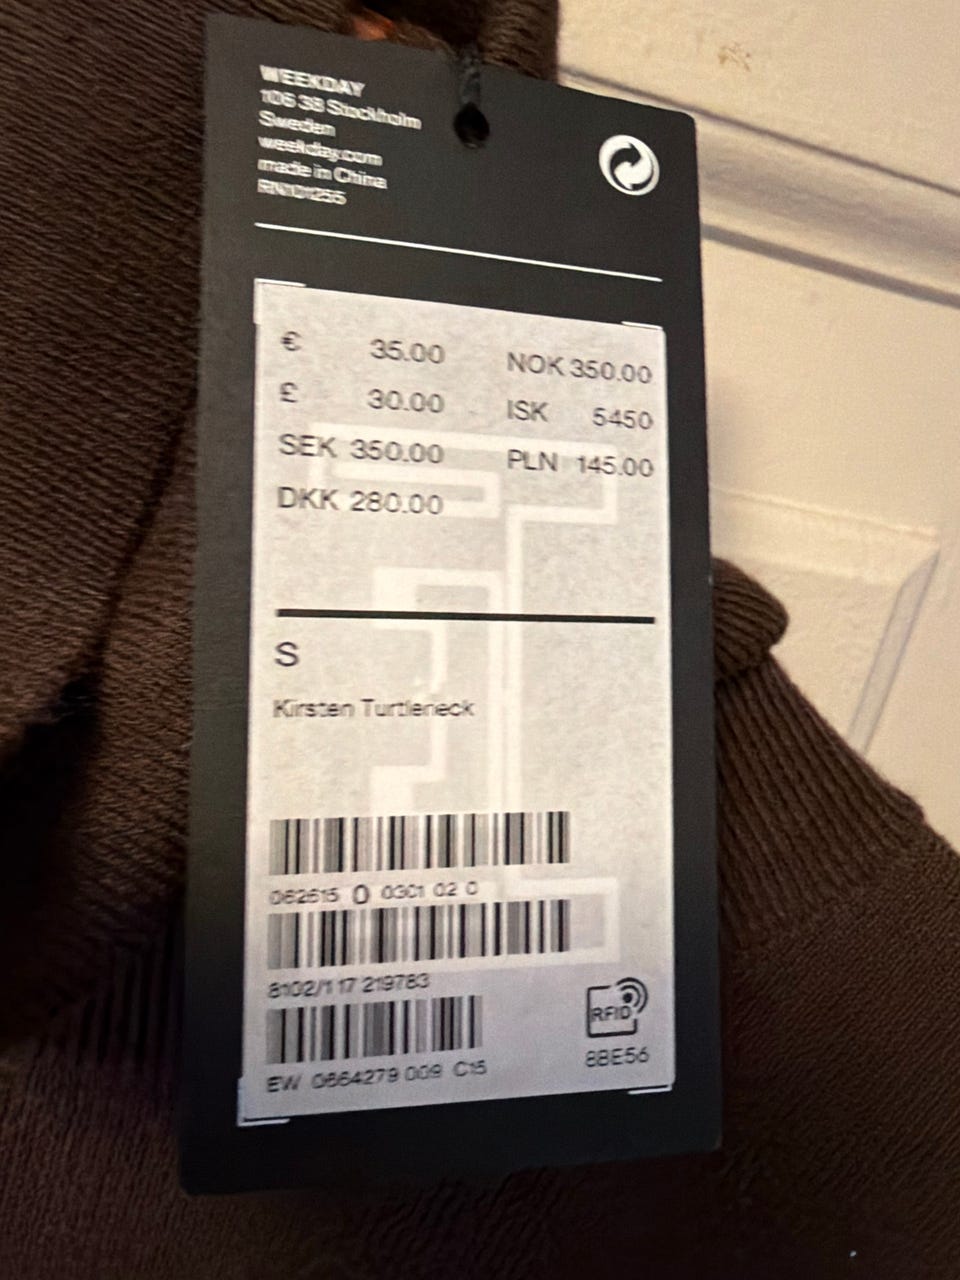 WEEKDAY
106 38 Stockholm
Sweden
weekday.com
made in China
RN101255
€ 35.00 NOK 350.00
£ 30.00 ISK 5450
SEK 350.00 PLN 145.00
DKK 280.00
S
Kirsten Turtleneck
062615 0 0301 02 0
8102/1 17 219783
EW 0664279 009 C15
RFID
8BE56